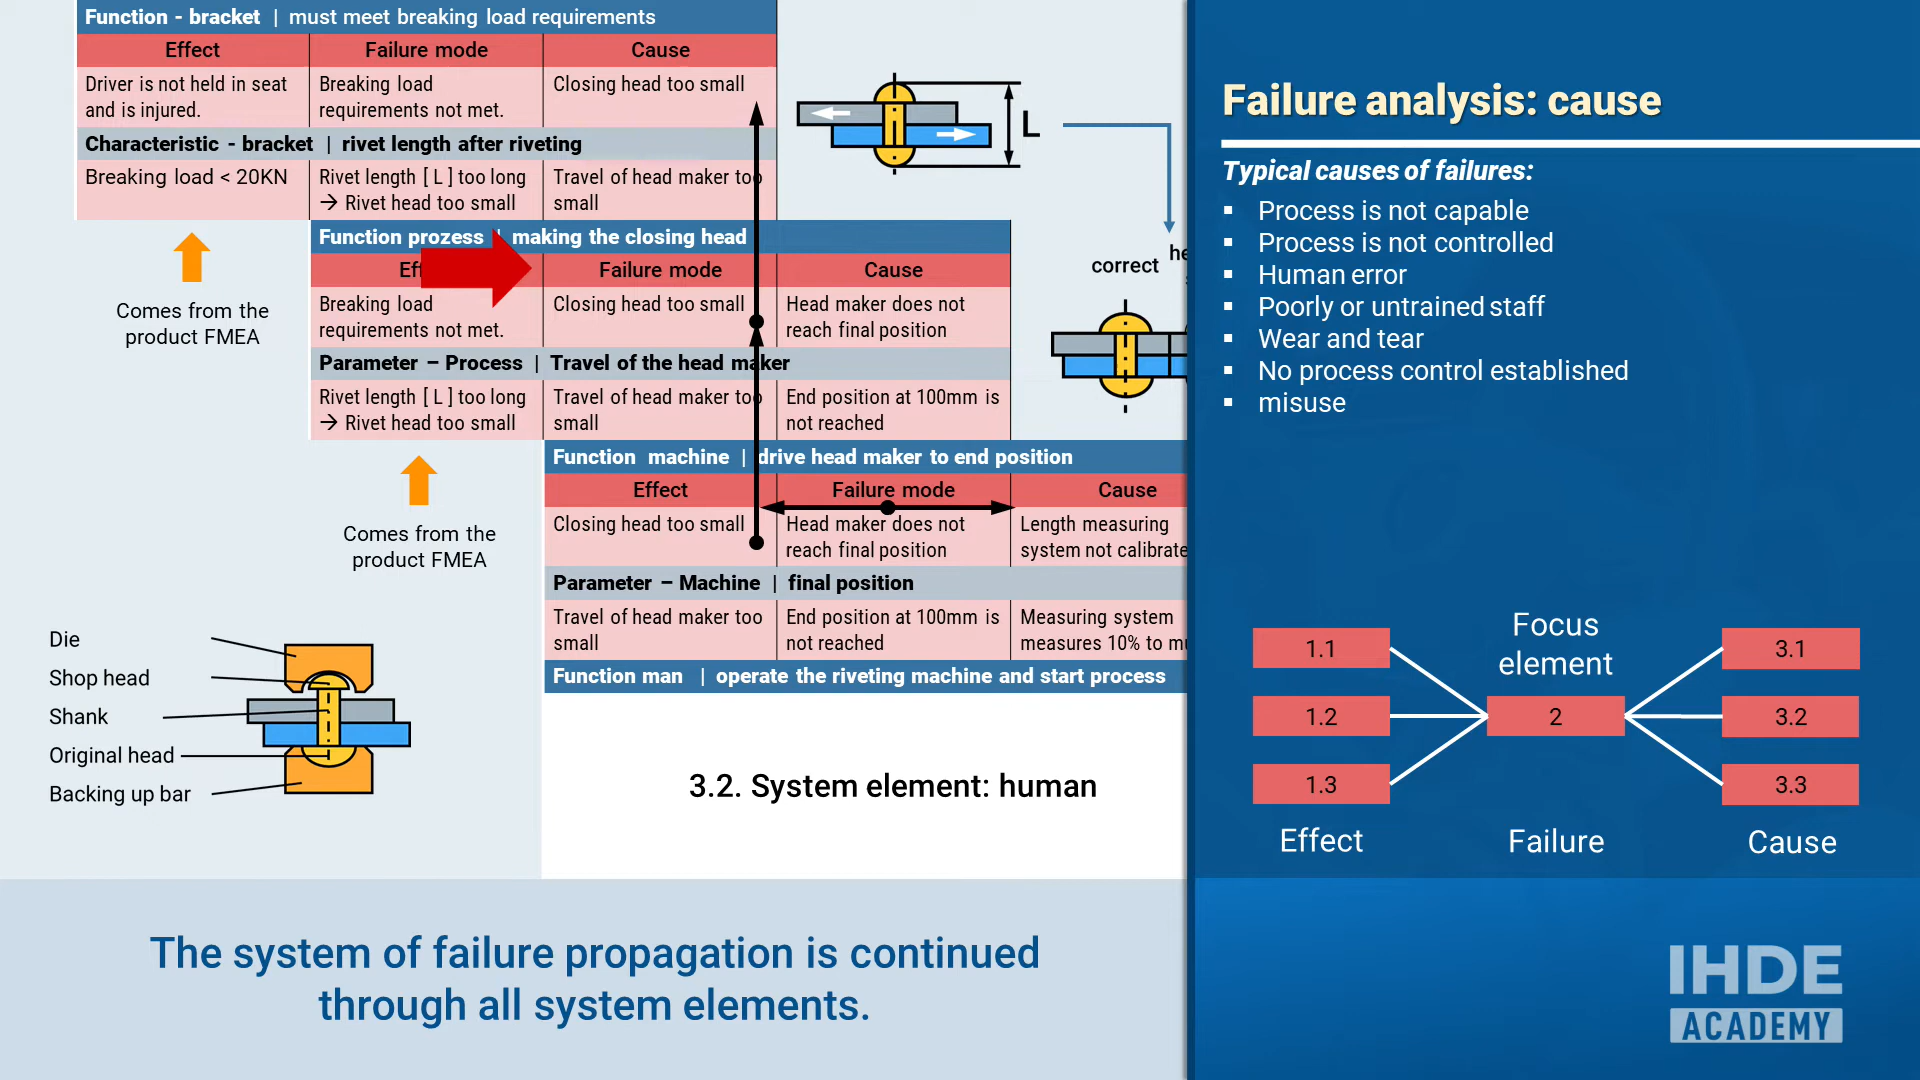 Function - bracket | must meet breaking load requirements
Effect
Failure mode
Cause
Driver is not held in seat
and is injured.
Breaking load
requirements not met.
Closing head too small
Characteristic - bracket | rivet length after riveting
Breaking load < 20KN
Rivet length [ L ] too long
→ Rivet head too small
Travel of head maker too
small
Function prozess | making the closing head
Failure mode
Cause
Breaking load
requirements not met.
Closing head too small
Head maker does not
reach final position
Parameter – Process | Travel of the head maker
Rivet length [ L ] too long
→ Rivet head too small
Travel of head maker too
small
End position at 100mm is
not reached
Function machine | drive head maker to end position
Effect
Failure mode
Cause
Closing head too small
Head maker does not
reach final position
Length measuring
system not calibrate
Parameter – Machine | final position
Travel of head maker too
small
End position at 100mm is
not reached
Measuring system
measures 10% to
Function man | operate the riveting machine and start process
Comes from the
product FMEA
Comes from the
product FMEA
L
correct
Die
Shop head
Shank
Original head
Backing up bar
3.2. System element: human
The system of failure propagation is continued
through all system elements.
Failure analysis: cause
Typical causes of failures:
▪ Process is not capable
▪ Process is not controlled
▪ Human error
▪ Poorly or untrained staff
▪ Wear and tear
▪ No process control established
▪ misuse
Focus
element
1.1
1.2
1.3
2
3.1
3.2
3.3
Effect
Failure
Cause
IHDE
ACADEMY